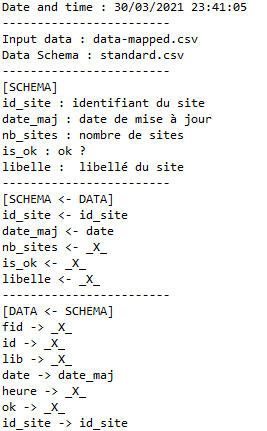 Date and time : 30/03/2021 23:41:05
-----------------------
Input data : data-mapped.csv
Data Schema : standard.csv
-----------------------
[SCHEMA]
id_site : identifiant du site
date_maj : date de mise à jour
nb_sites : nombre de sites
is_ok : ok ?
libelle :  libellé du site
-----------------------
[SCHEMA <- DATA]
id_site <- id_site
date_maj <- date
nb_sites <- _X_
is_ok <- _X_
libelle <- _X_
-----------------------
[DATA <- SCHEMA]
fid -> _X_
id -> _X_
lib -> _X_
date -> date_maj
heure -> _X_
ok -> _X_
id_site -> id_site